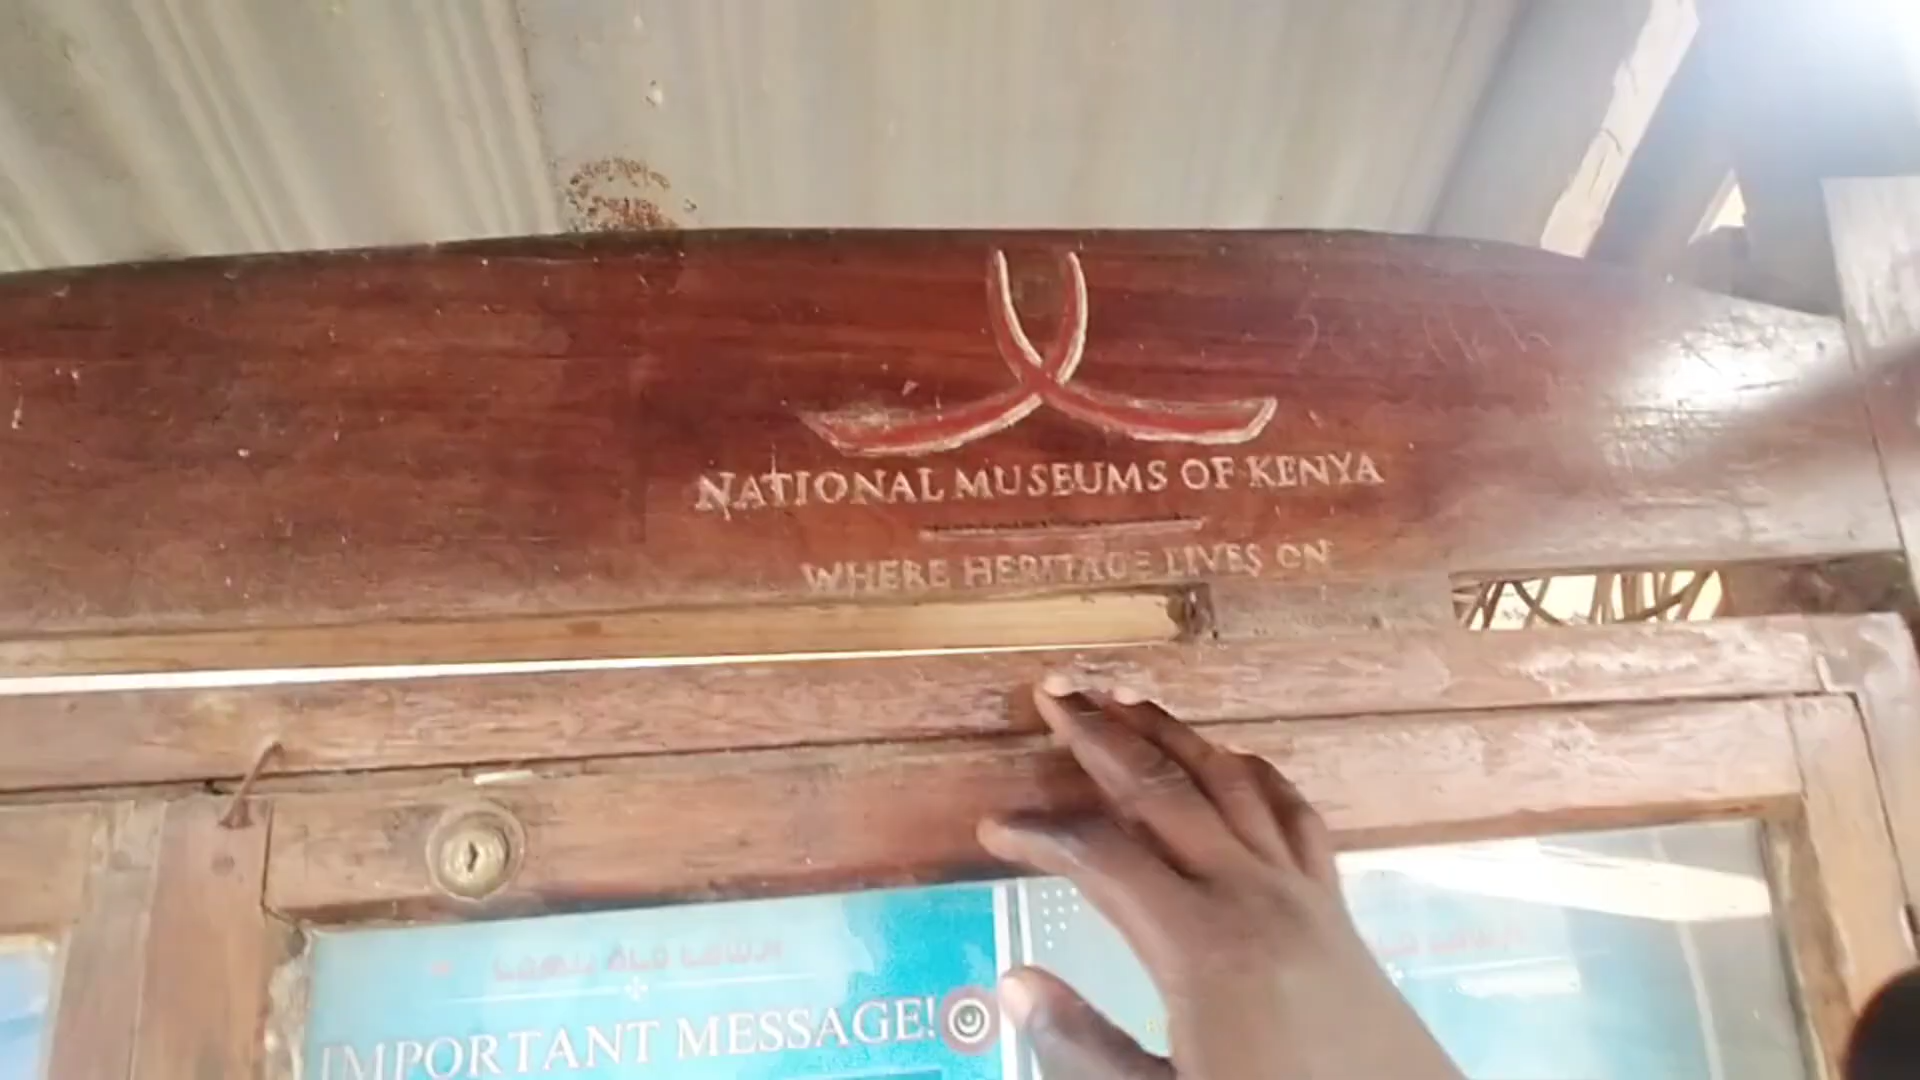 NATIONAL MUSEUMS OF KENYA
WHERE HERITAGE LIVES ON
IMPORTANT MESSAGE!